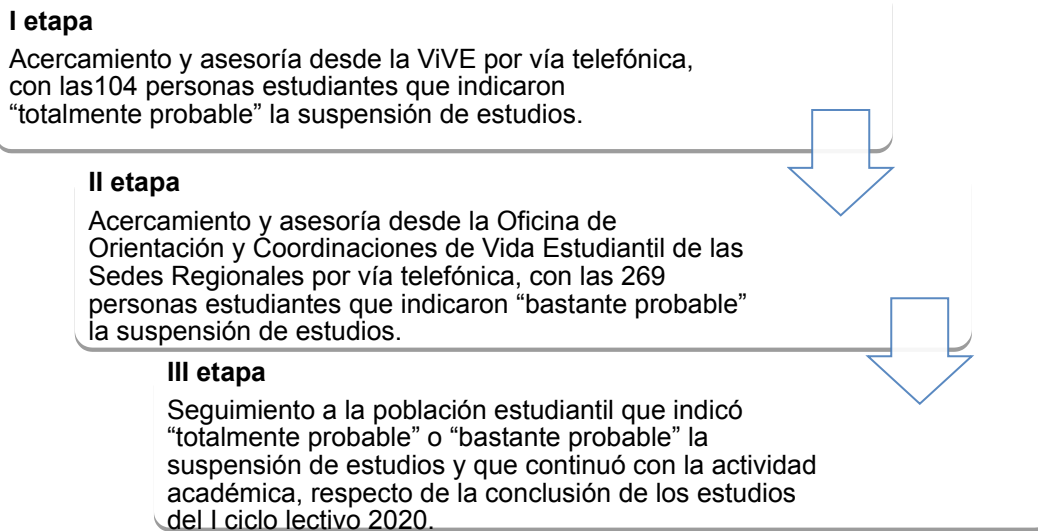 I etapa
Acercamiento y asesoría desde la ViVE por vía telefónica,
con las104 personas estudiantes que indicaron
“totalmente probable” la suspensión de estudios.
II etapa
Acercamiento y asesoría desde la Oficina de
Orientación y Coordinaciones de Vida Estudiantil de las
Sedes Regionales por vía telefónica, con las 269
personas estudiantes que indicaron “bastante probable”
la suspensión de estudios.
III etapa
Seguimiento a la población estudiantil que indicó
“totalmente probable” o “bastante probable” la
suspensión de estudios y que continuó con la actividad
académica, respecto de la conclusión de los estudios
del I ciclo lectivo 2020.